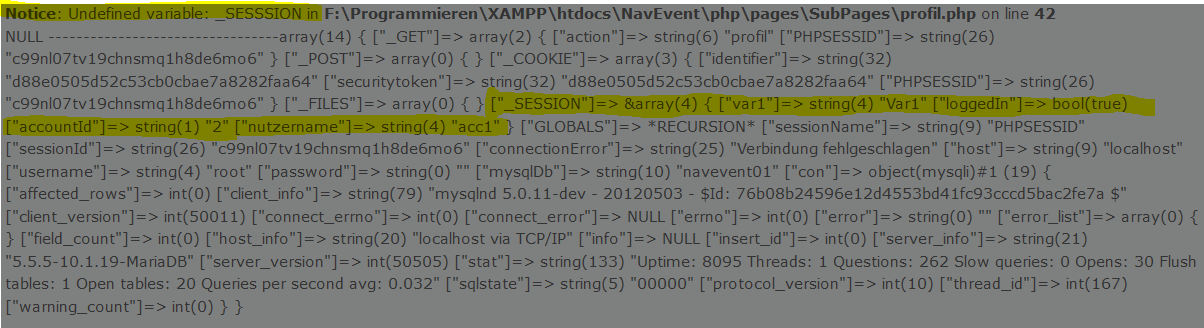 Notice: Undefined variable: _SESSSION in F:\Programmieren\XAMPP\htdocs\NavEvent\php\pages\SubPages\profil.php on line 42
NULL --------------------------------array(14) { ["_GET"]=> array(2) { ["action"]=> string(6) "profil" ["PHPSESSID"]=> string(26)
"c99nl07tv19chnsmq1h8de6mo6" } ["_POST"]=> array(0) { } ["_COOKIE"]=> array(3) { ["identifier"]=> string(32)
"d88e0505d52c53cb0cbae7a8282faa64" ["securitytoken"]=> string(32) "d88e0505d52c53cb0cbae7a8282faa64" ["PHPSESSID"]=> string(26)
"c99nl07tv19chnsmq1h8de6mo6" } ["_FILES"]=> array(0) { } ["_SESSION"]=> &array(4) { ["var1"]=> string(4) "Var1" ["loggedIn"]=> bool(true)
["accountId"]=> string(1) "2" ["nutzername"]=> string(4) "acc1" } ["GLOBALS"]=> *RECURSION* ["sessionName"]=> string(9) "PHPSESSID"
["sessionId"]=> string(26) "c99nl07tv19chnsmq1h8de6mo6" ["connectionError"]=> string(25) "Verbindung fehlgeschlagen" ["host"]=> string(9) "localhost"
["username"]=> string(4) "root" ["password"]=> string(0) "" ["mysqlDb"]=> string(10) "navevent01" ["con"]=> object(mysqli)#1 (19) {
["affected_rows"]=> int(0) ["client_info"]=> string(79) "mysqlnd 5.0.11-dev - 20120503 - $Id: 76b08b24596e12d4553bd41fc93cccd5bac2fe7a $"
["client_version"]=> int(50011) ["connect_errno"]=> int(0) ["connect_error"]=> NULL ["errno"]=> int(0) ["error"]=> string(0) "" ["error_list"]=> array(0) {
} ["field_count"]=> int(0) ["host_info"]=> string(20) "localhost via TCP/IP" ["info"]=> NULL ["insert_id"]=> int(0) ["server_info"]=> string(21)
"5.5.5-10.1.19-MariaDB" ["server_version"]=> int(50505) ["stat"]=> string(133) "Uptime: 8095 Threads: 1 Questions: 262 Slow queries: 0 Opens: 30 Flush
tables: 1 Open tables: 20 Queries per second avg: 0.032" ["sqlstate"]=> string(5) "00000" ["protocol_version"]=> int(10) ["thread_id"]=> int(167)
["warning_count"]=> int(0) } }